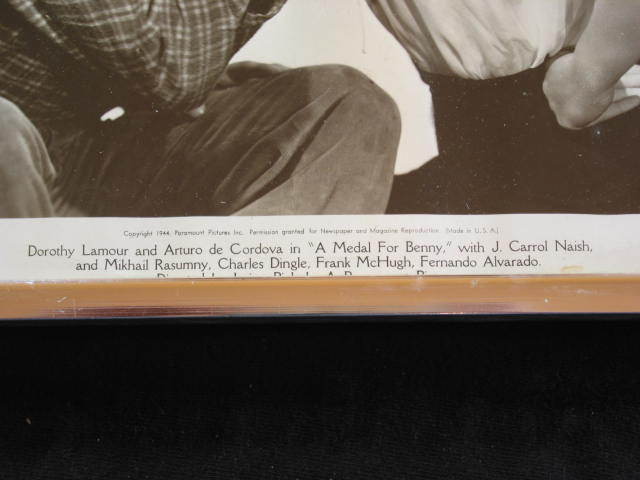 Copyright 1944, Paramount Pictures Inc. Permission granted for Newspaper and Magazine Reproduction. (Made in U.S.A.)
Dorothy Lamour and Arturo de Cordova in "A Medal For Benny," with J. Carrol Naish,
and Mikhail Rasumny, Charles Dingle, Frank McHugh, Fernando Alvarado.